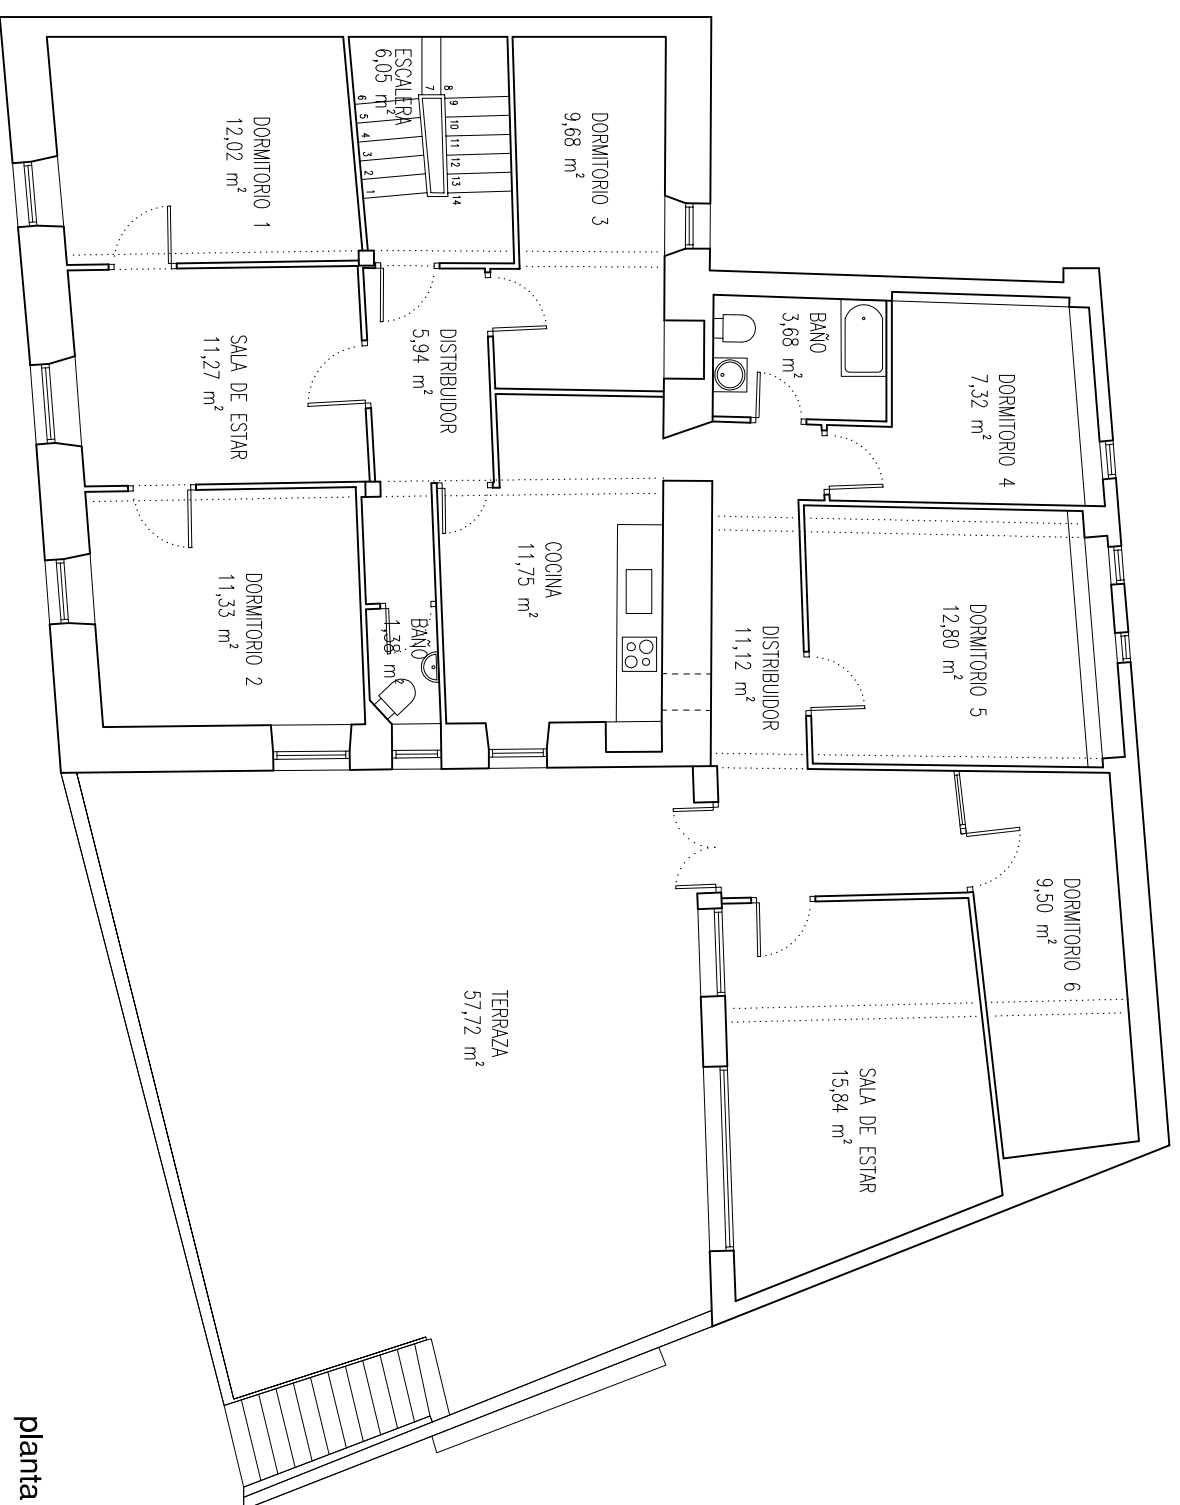 DORMITORIO 4
7,32 m²
BAÑO
3,68 m²
DORMITORIO 3
9,68 m²
ESCALERA
6,05 m²
1
2
3
4
5
6
7
8
9
10
11
12
13
14
DORMITORIO 1
12,02 m²
DISTRIBUIDOR
5,94 m²
SALA DE ESTAR
11,27 m²
DORMITORIO 5
12,80 m²
DISTRIBUIDOR
11,12 m²
COCINA
11,75 m²
BAÑO
1,38 m²
DORMITORIO 2
11,33 m²
DORMITORIO 6
9,50 m²
SALA DE ESTAR
15,84 m²
TERRAZA
57,72 m²
planta